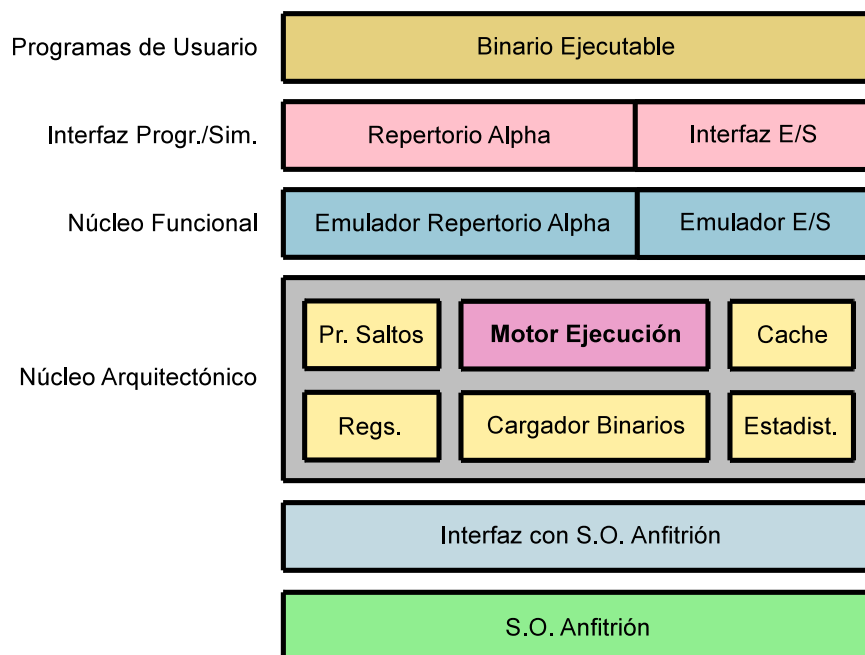 Programas de Usuario
Binario Ejecutable
Interfaz Progr./Sim.
Repertorio Alpha
Interfaz E/S
Núcleo Funcional
Emulador Repertorio Alpha
Emulador E/S
Núcleo Arquitectónico
Pr. Saltos
Motor Ejecución
Cache
Regs.
Cargador Binarios
Estadist.
Interfaz con S.O. Anfitrión
S.O. Anfitrión